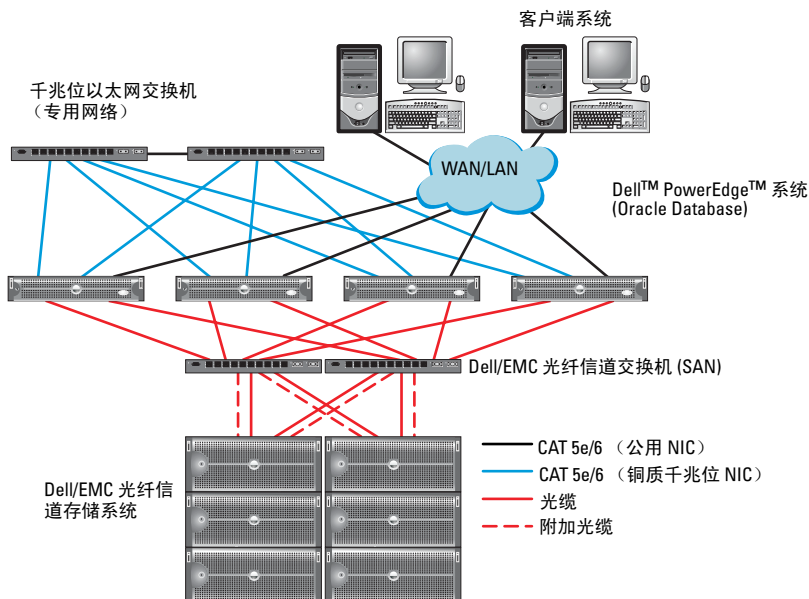 客户端系统
千兆位以太网交换机
（专用网络）
WAN/LAN
Dell™ PowerEdge™ 系统
(Oracle Database)
Dell/EMC 光纤信道交换机 (SAN)
CAT 5e/6 （公用 NIC）
CAT 5e/6 （铜质千兆位 NIC）
光缆
附加光缆
Dell/EMC 光纤信
道存储系统